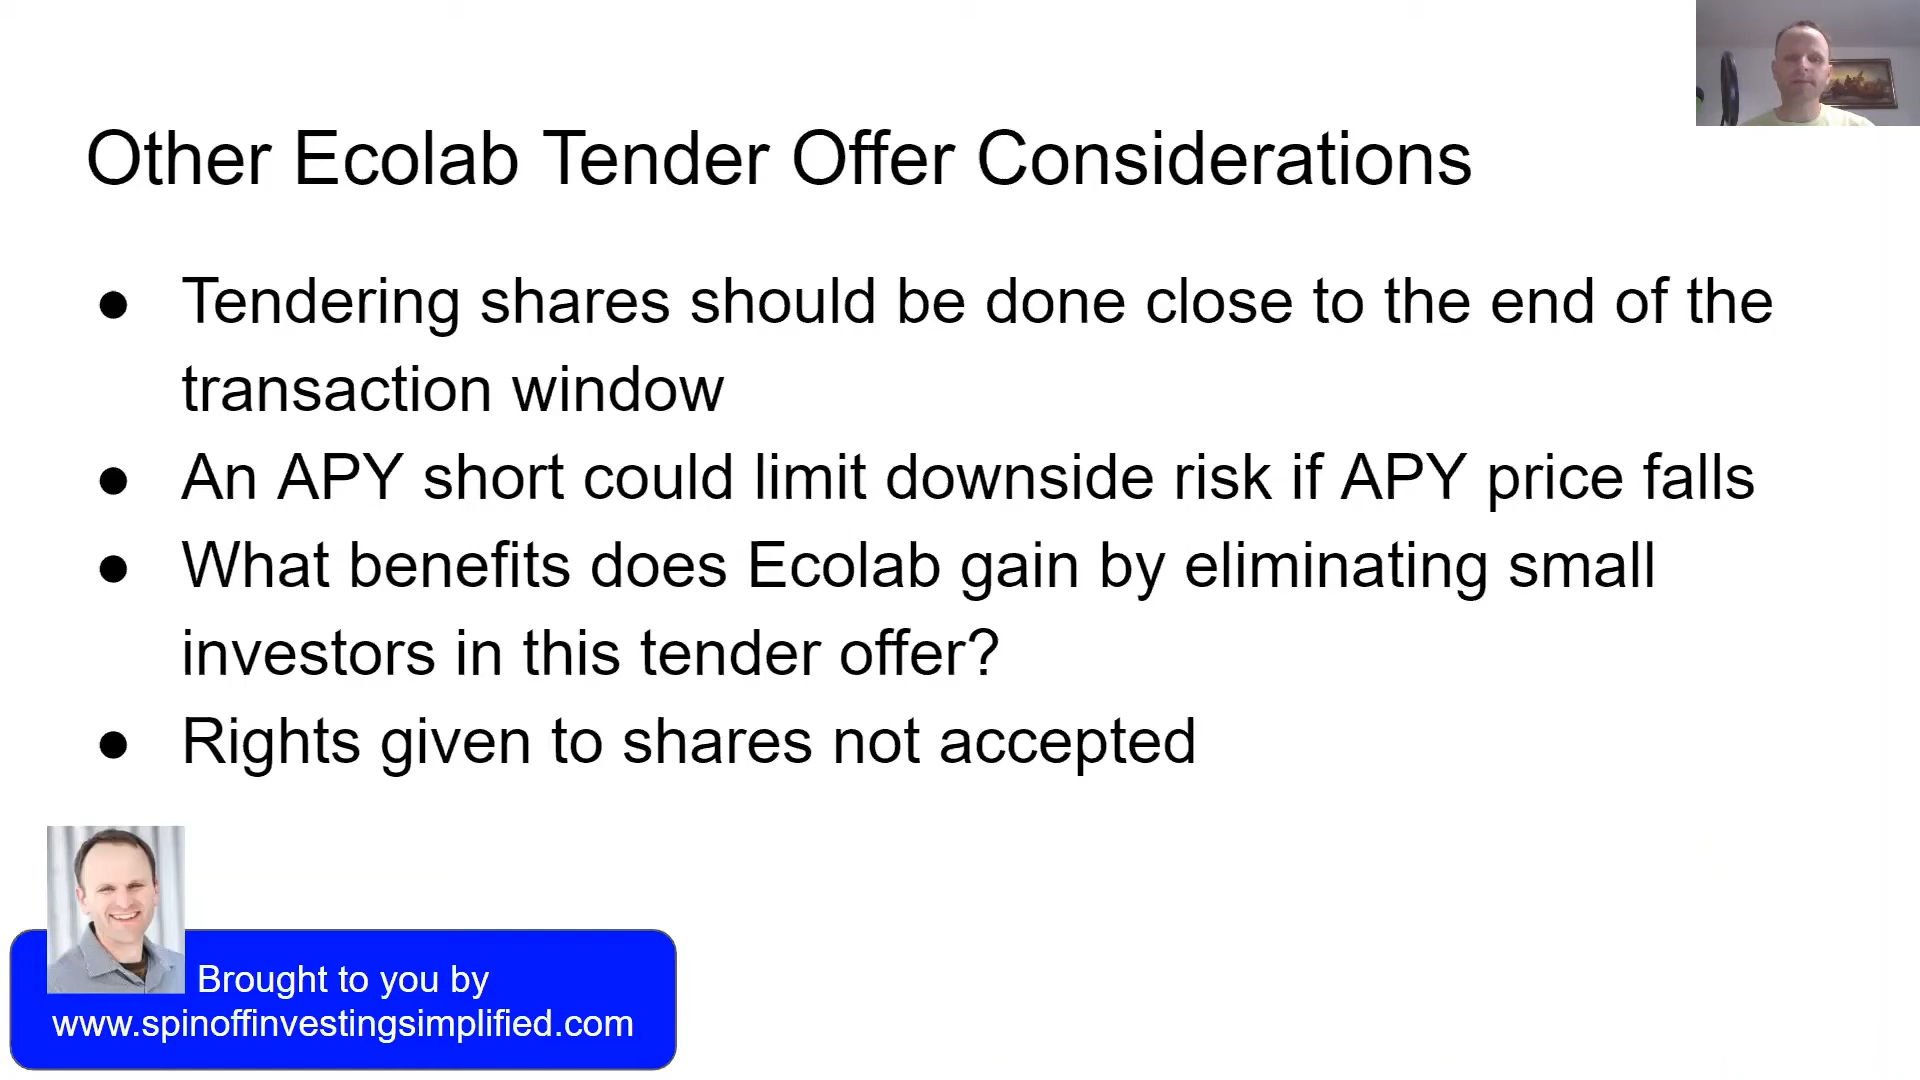 Other Ecolab Tender Offer Considerations
● Tendering shares should be done close to the end of the
transaction window
● An APY short could limit downside risk if APY price falls
● What benefits does Ecolab gain by eliminating small
investors in this tender offer?
● Rights given to shares not accepted
Brought to you by
www.spinoffinvestingsimplified.com